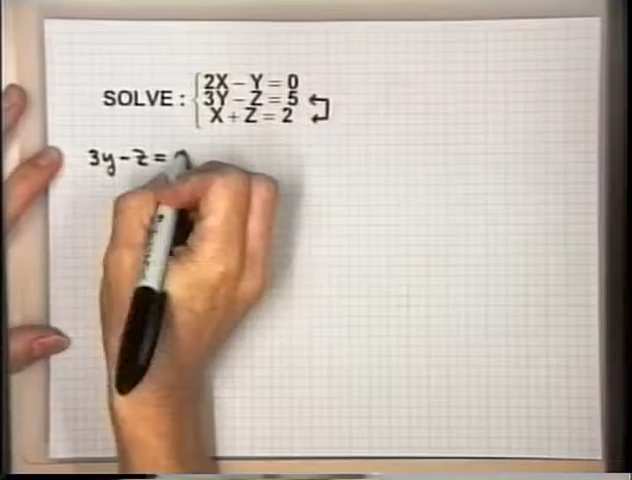 SOLVE : { 2X - Y = 0
3Y - Z = 5
X + Z = 2
3y - z =